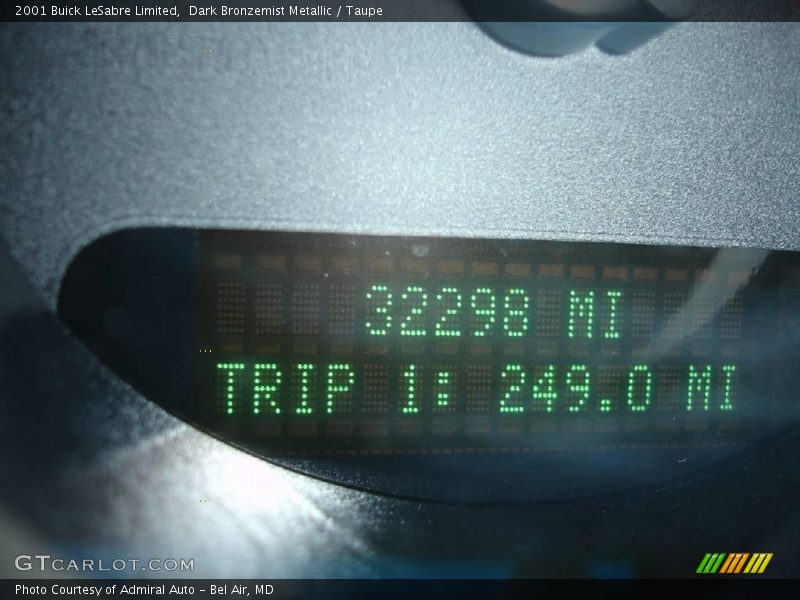 2001 Buick LeSabre Limited,  Dark Bronzemist Metallic / Taupe
32298 MI
TRIP 1: 249.0 MI
GTCARLOT.COM
Photo Courtesy of Admiral Auto - Bel Air, MD